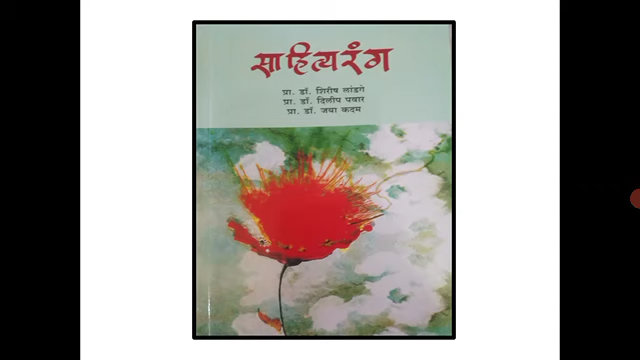 साहित्यरंग
प्रा. डॉ. शिरीष लांडगे
प्रा. डॉ. दिलीप पवार
प्रा. डॉ. जया कदम